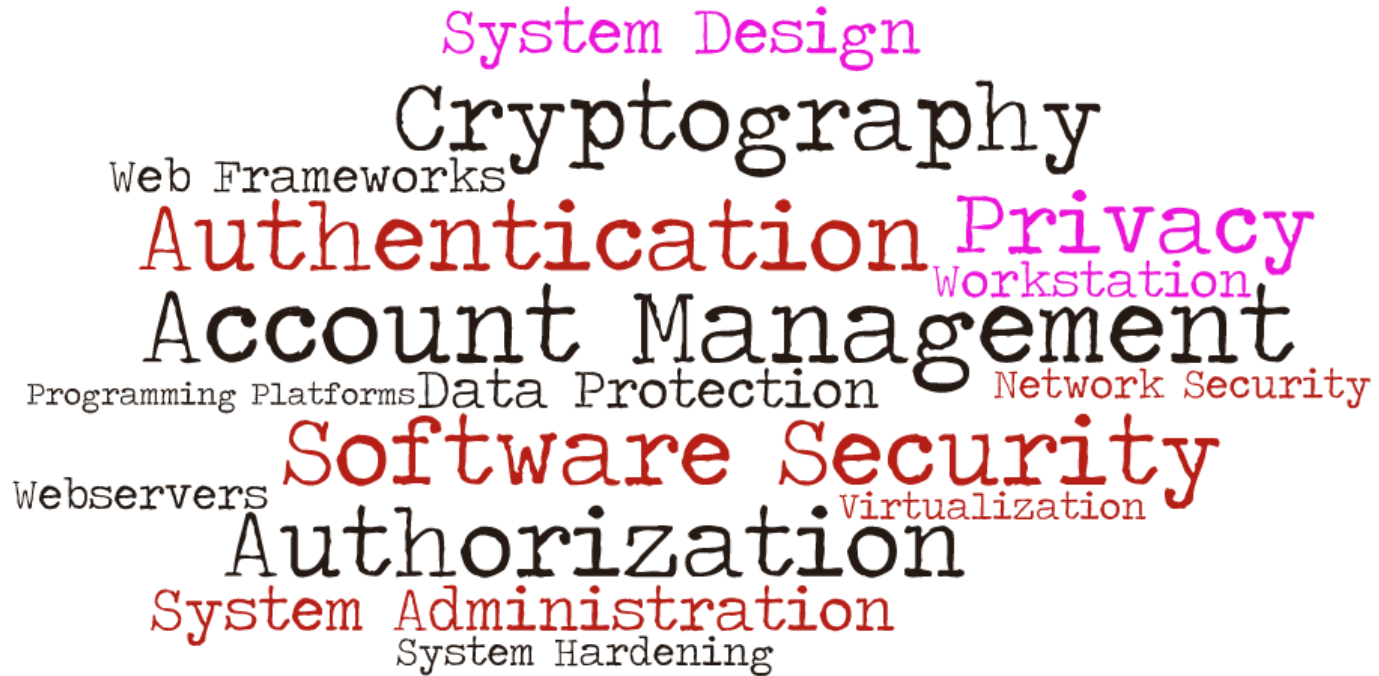 System Design
Cryptography
Web Frameworks
Authentication
Privacy
Workstation
Account Management
Programming Platforms
Data Protection
Network Security
Software Security
Webservers
Virtualization
Authorization
System Administration
System Hardening